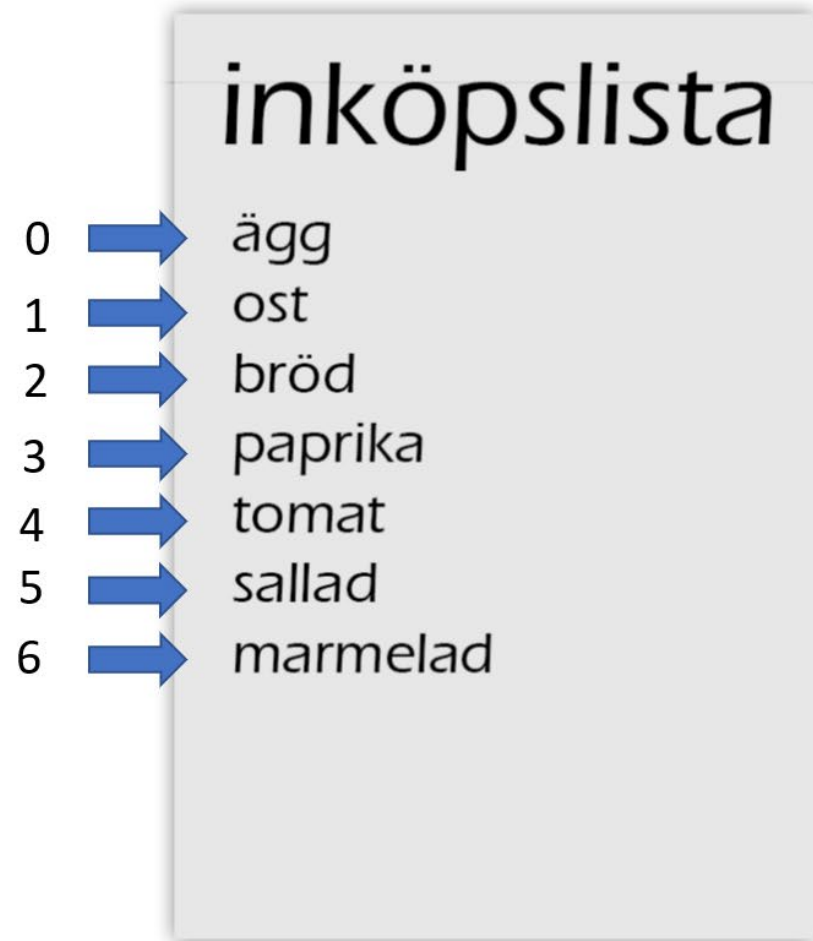 inköpslista
0 ägg
1 ost
2 bröd
3 paprika
4 tomat
5 sallad
6 marmelad